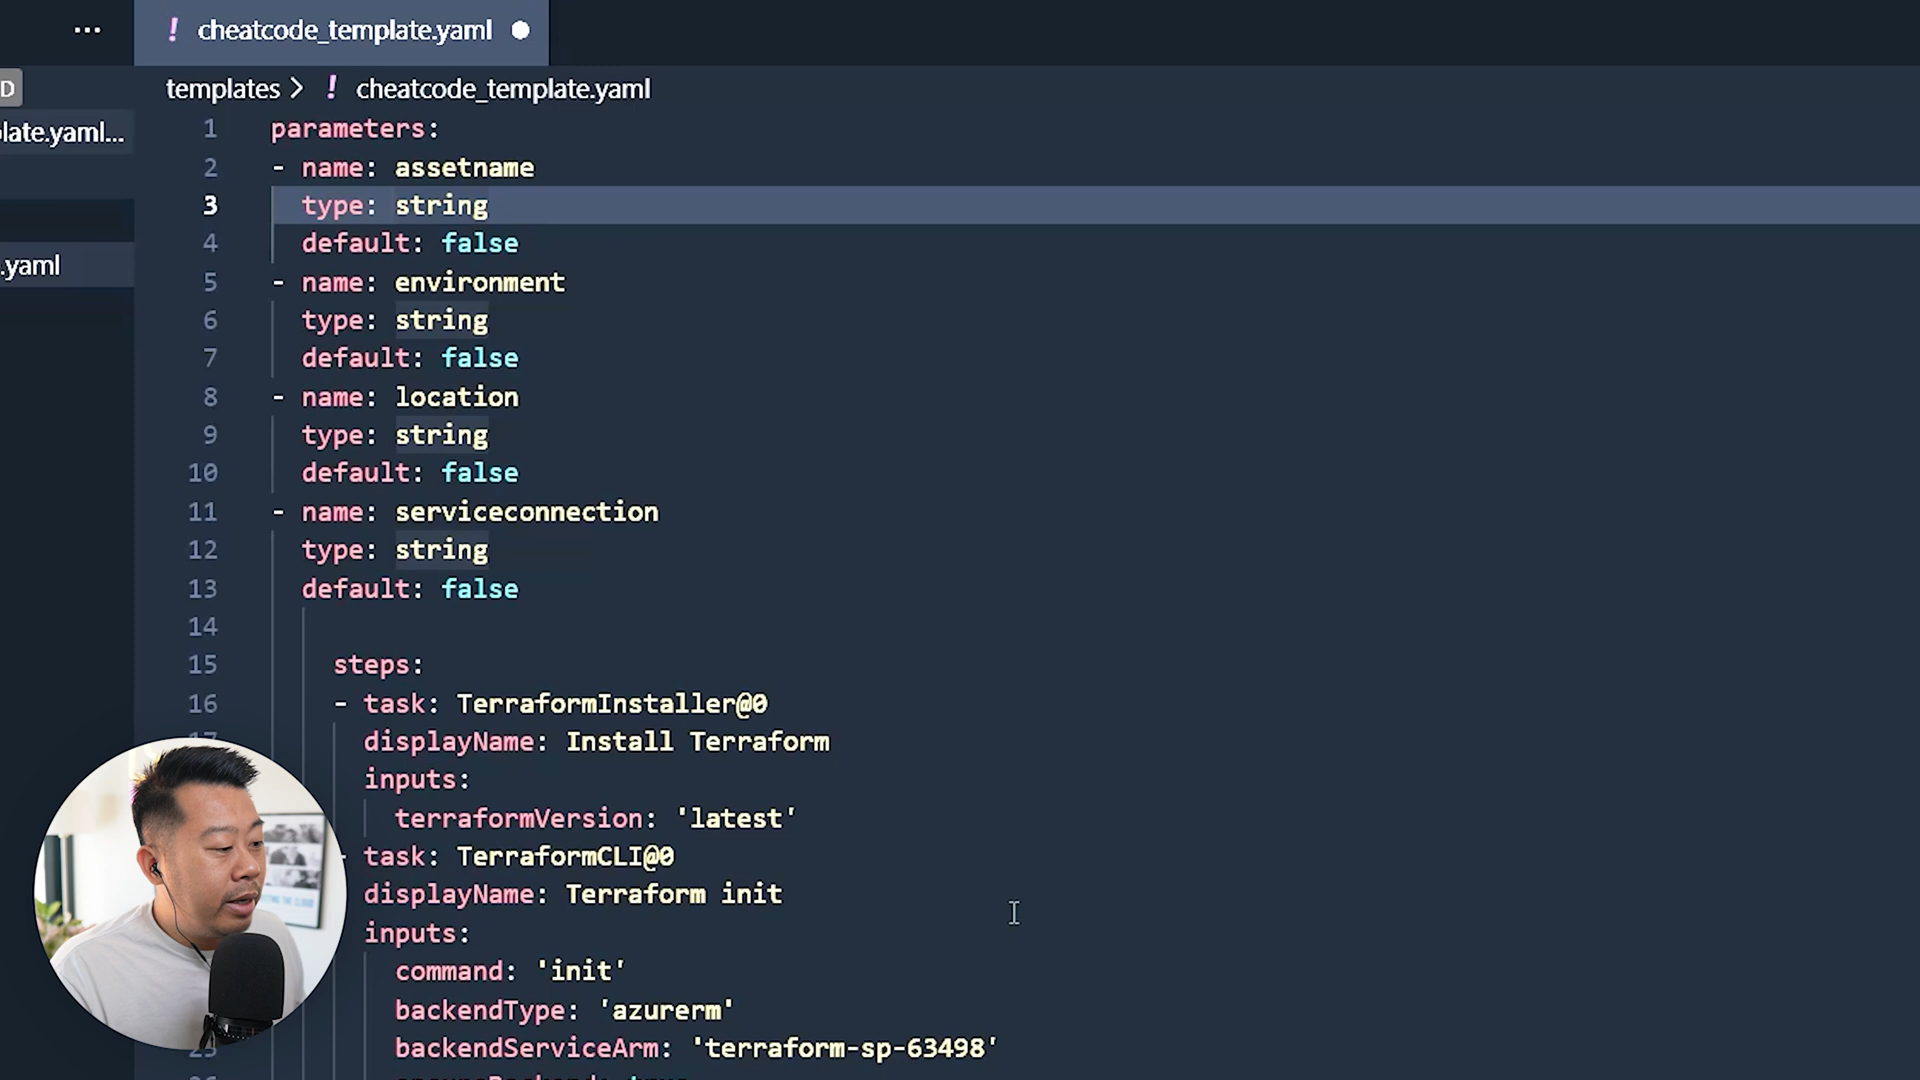 ...
! cheatcode_template.yaml
D
templates > ! cheatcode_template.yaml
late.yaml...
.yaml
1 parameters:
2 - name: assetname
3 type: string
4 default: false
5 - name: environment
6 type: string
7 default: false
8 - name: location
9 type: string
10 default: false
11 - name: serviceconnection
12 type: string
13 default: false
14
15 steps:
16 - task: TerraformInstaller@0
displayName: Install Terraform
inputs:
terraformVersion: 'latest'
- task: TerraformCLI@0
displayName: Terraform init
inputs:
command: 'init'
backendType: 'azurerm'
backendServiceArm: 'terraform-sp-63498'